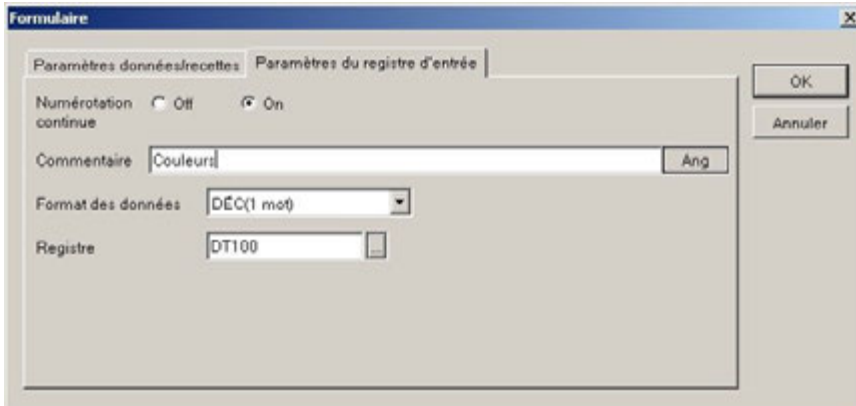 Formulaire
Paramètres données/recettes Paramètres du registre d'entrée
OK
Annuler
Numérotation continue Off On
Commentaire Couleurs Ang
Format des données DÉC(1 mot)
Registre DT100 ...